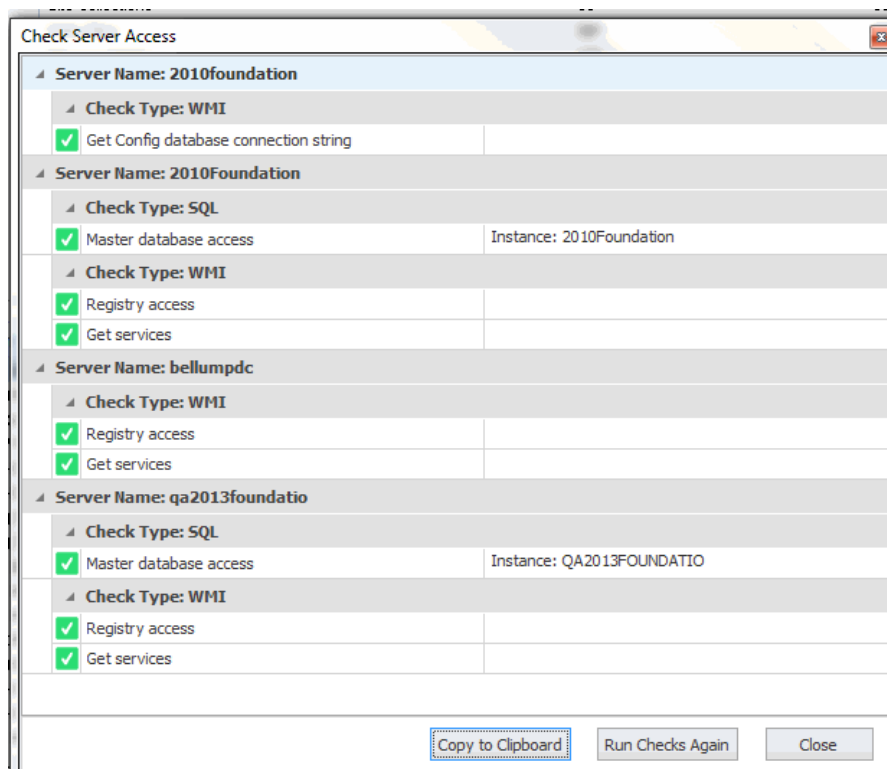 Check Server Access
Server Name: 2010foundation
Check Type: WMI
Get Config database connection string
Server Name: 2010Foundation
Check Type: SQL
Master database access Instance: 2010Foundation
Check Type: WMI
Registry access
Get services
Server Name: bellumpdc
Check Type: WMI
Registry access
Get services
Server Name: qa2013foundatio
Check Type: SQL
Master database access Instance: QA2013FOUNDATIO
Check Type: WMI
Registry access
Get services
Copy to Clipboard Run Checks Again Close